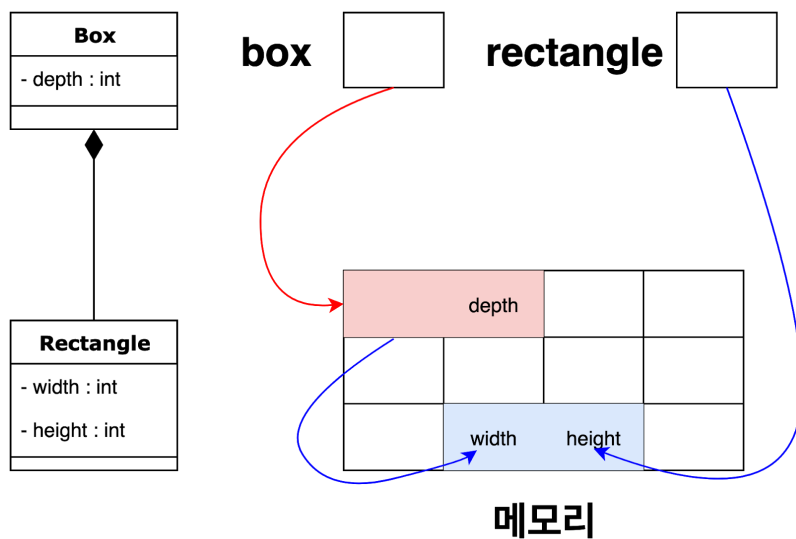 Box
- depth : int
Rectangle
- width : int
- height : int
box
rectangle
depth
width
height
메모리